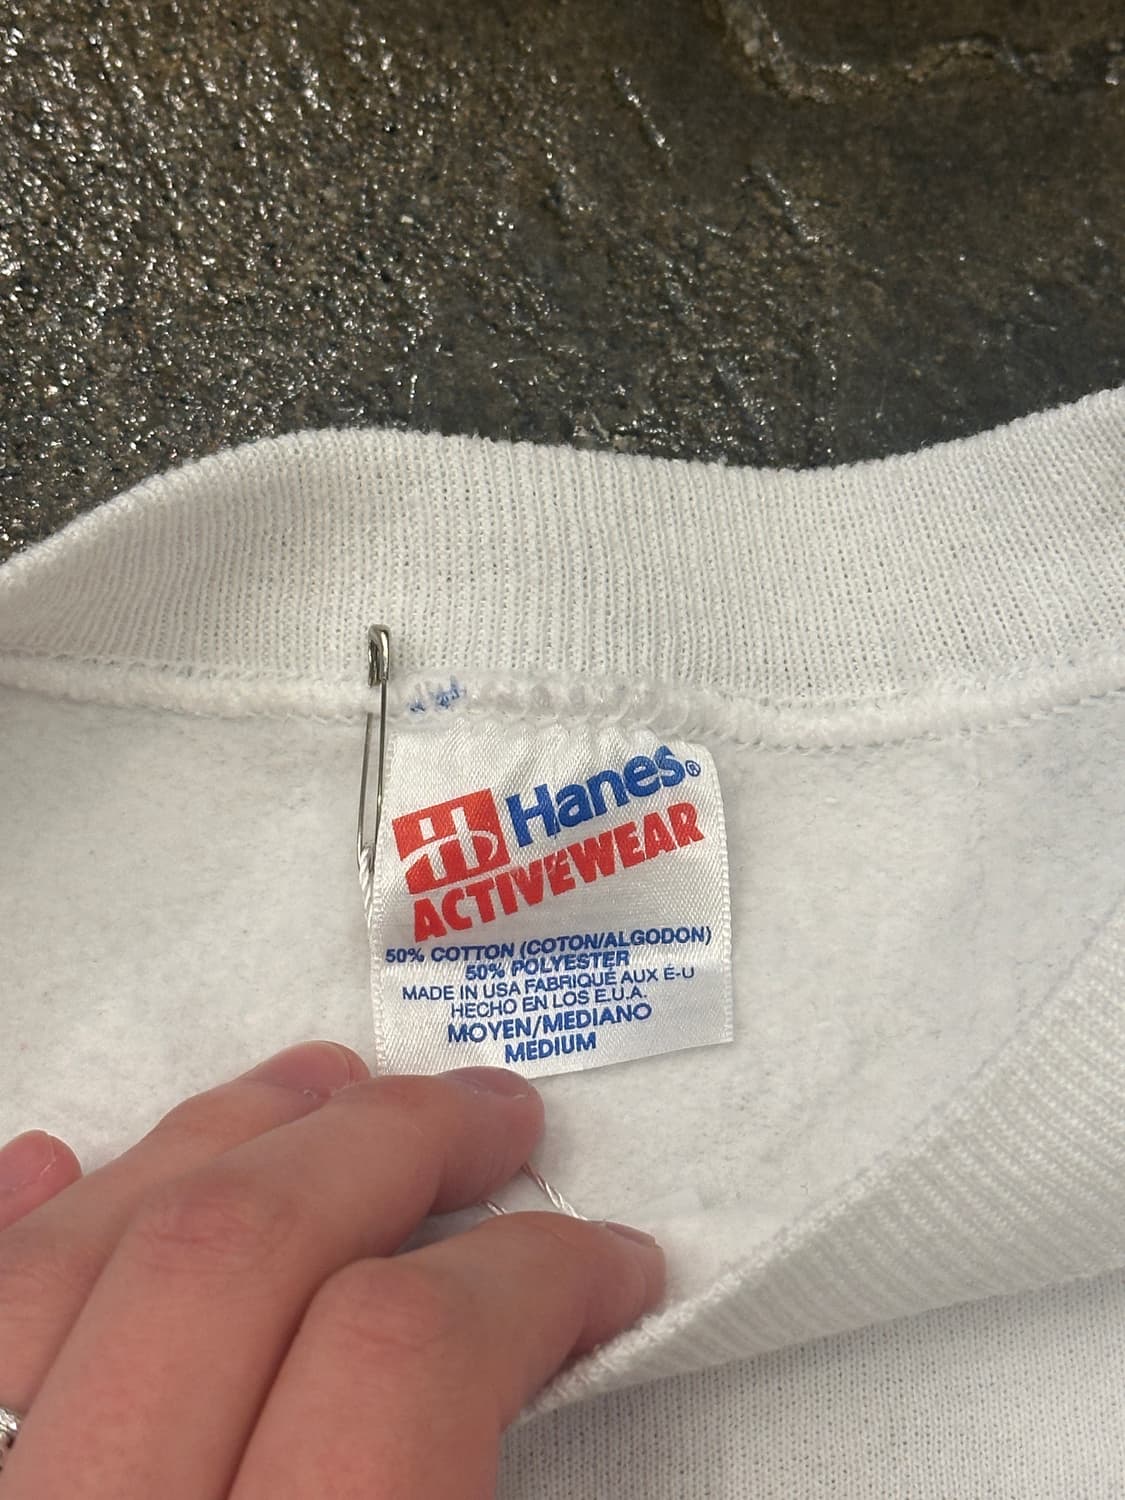 Hanes®
ACTIVEWEAR
50% COTTON (COTON/ALGODON)
50% POLYESTER
MADE IN USA FABRIQUÉ AUX É-U
HECHO EN LOS E.U.A.
MOYEN/MEDIANO
MEDIUM